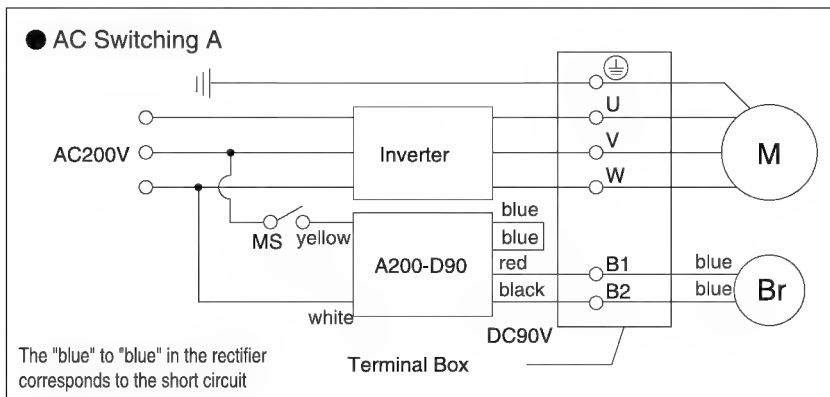 ● AC Switching A
U
V
W
AC200V
Inverter
M
MS
yellow
blue
blue
red
black
A200-D90
white
B1
B2
blue
blue
Br
DC90V
Terminal Box
The "blue" to "blue" in the rectifier
corresponds to the short circuit